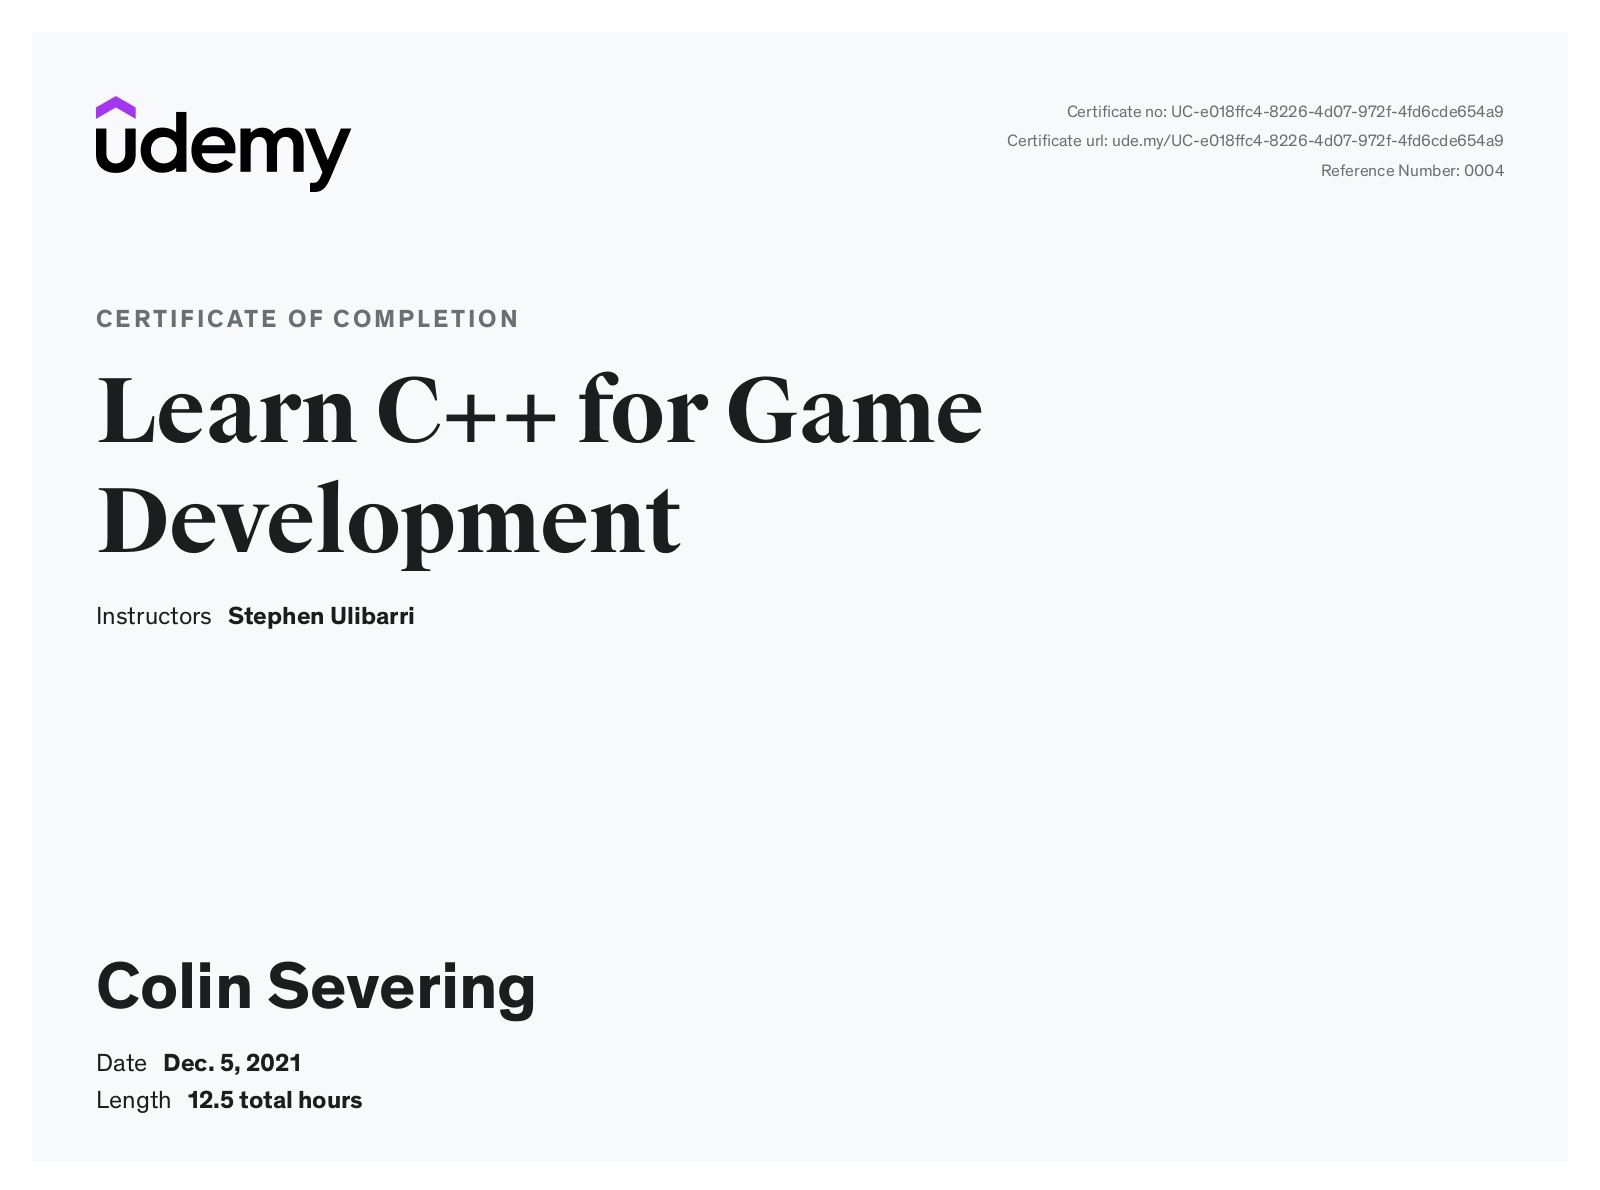 udemy
Certificate no: UC-e018ffc4-8226-4d07-972f-4fd6cde654a9
Certificate url: ude.my/UC-e018ffc4-8226-4d07-972f-4fd6cde654a9
Reference Number: 0004
CERTIFICATE OF COMPLETION
Learn C++ for Game
Development
Instructors Stephen Ulibarri
Colin Severing
Date Dec. 5, 2021
Length 12.5 total hours